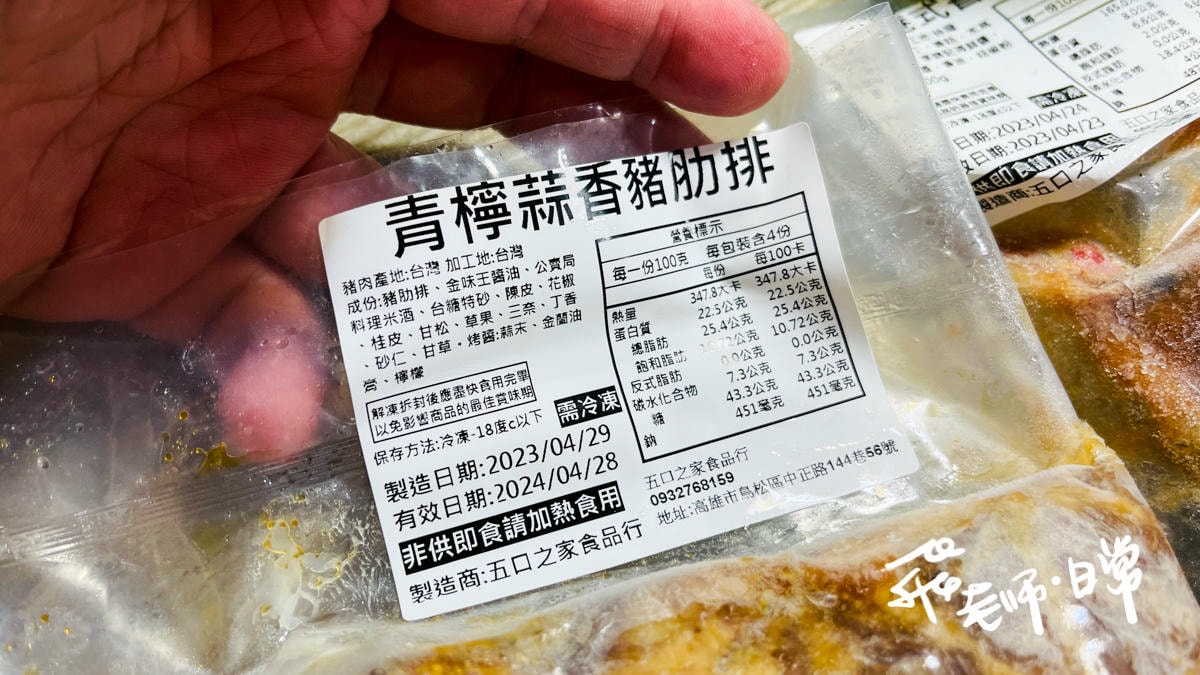 青檸蒜香豬肋排
豬肉產地:台灣 加工地:台灣
成份:豬肋排、金味王醬油、公賣局
料理米酒、台糖特砂、陳皮、花椒
、桂皮、甘松、草果、三奈、丁香
、砂仁、甘草。烤醬:蒜末、金蘭油
膏、檸檬
解凍拆封後應盡快食用完畢
以免影響商品的最佳賞味期
保存方法:冷凍-18度c以下
需冷凍
製造日期:2023/04/29
有效日期:2024/04/28
非供即食請加熱食用
製造商:五口之家食品行
營養標示
每一份100克 每包裝含4份
每份 每100卡
熱量 347.8大卡 347.8大卡
蛋白質 22.5公克 22.5公克
總脂肪 25.4公克 25.4公克
飽和脂肪 10.72公克
反式脂肪 0.0公克 0.0公克
碳水化合物 7.3公克 7.3公克
糖 43.3公克 43.3公克
鈉 451毫克 451毫克
五口之家食品行
0932768159
地址:高雄市鳥松區中正路144巷56號
需冷凍
日期:2023/04/24
日期:2024/04/23
供即食請加熱食
製造商:五口之家食
五口之家食品
飛老師·日常